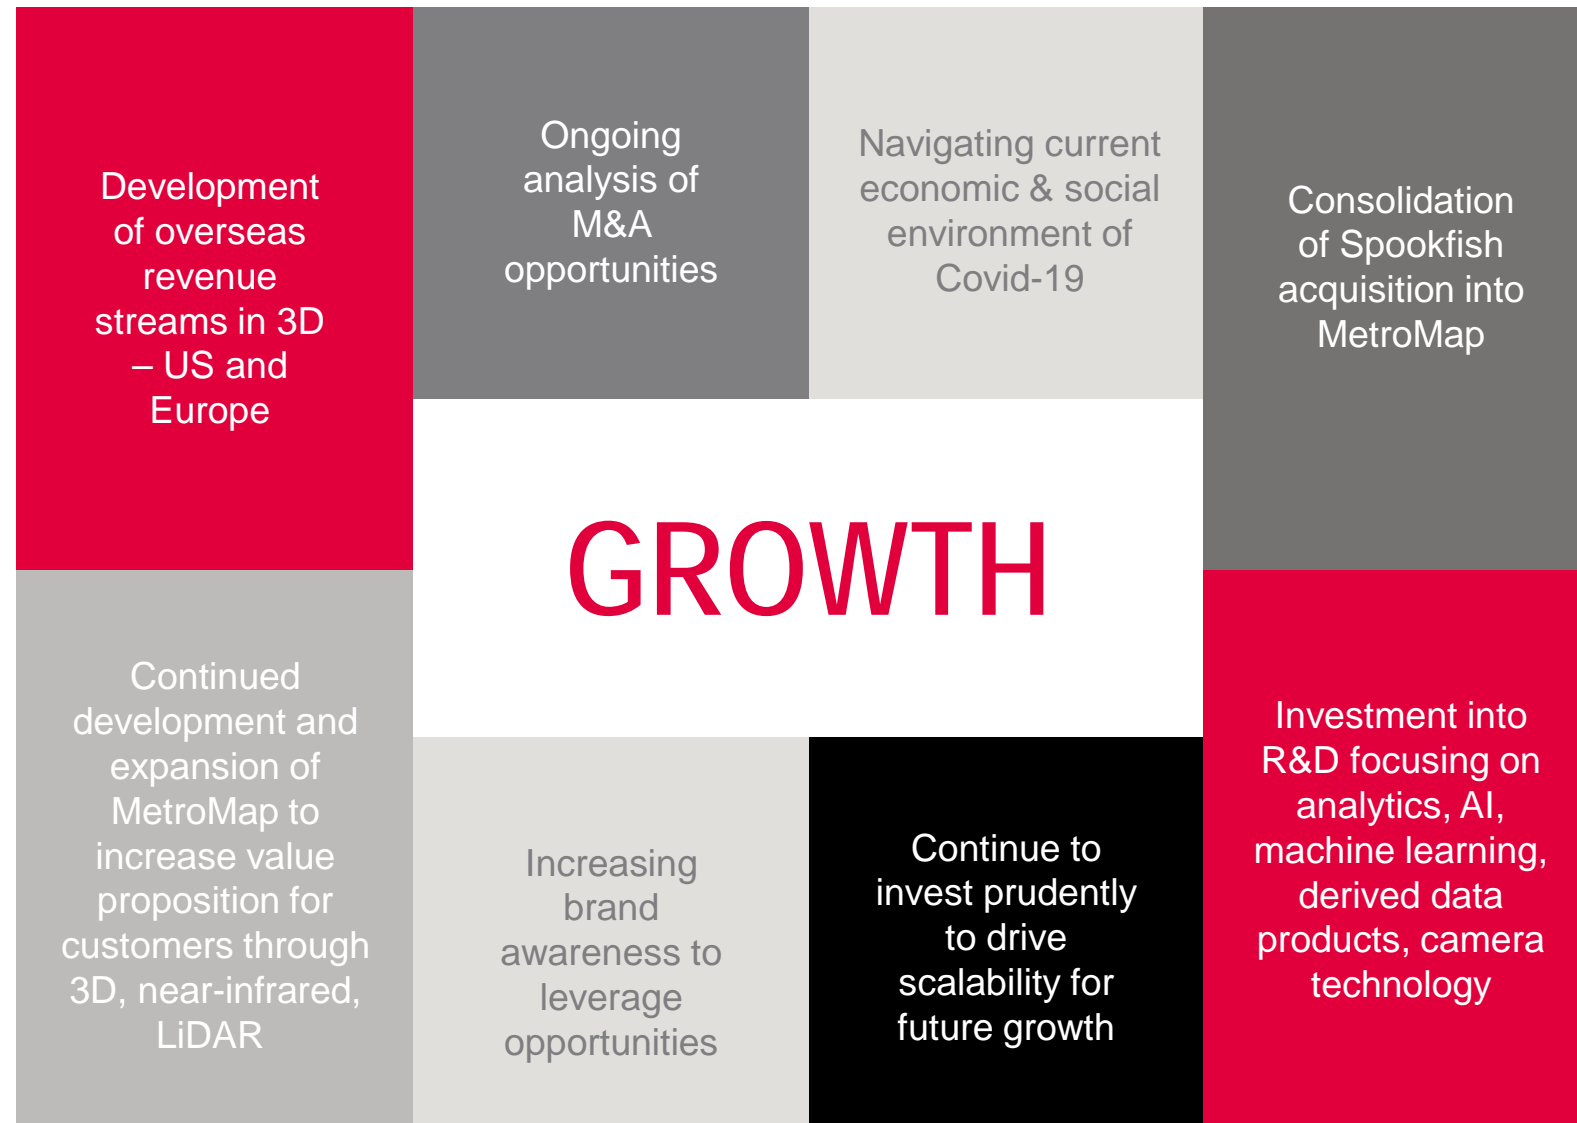 Development
of overseas
revenue
streams in 3D
– US and
Europe
Ongoing
analysis of
M&A
opportunities
Navigating current
economic & social
environment of
Covid-19
Consolidation
of Spookfish
acquisition into
MetroMap
GROWTH
Continued
development and
expansion of
MetroMap to
increase value
proposition for
customers through
3D, near-infrared,
LiDAR
Increasing
brand
awareness to
leverage
opportunities
Continue to
invest prudently
to drive
scalability for
future growth
Investment into
R&D focusing on
analytics, AI,
machine learning,
derived data
products, camera
technology